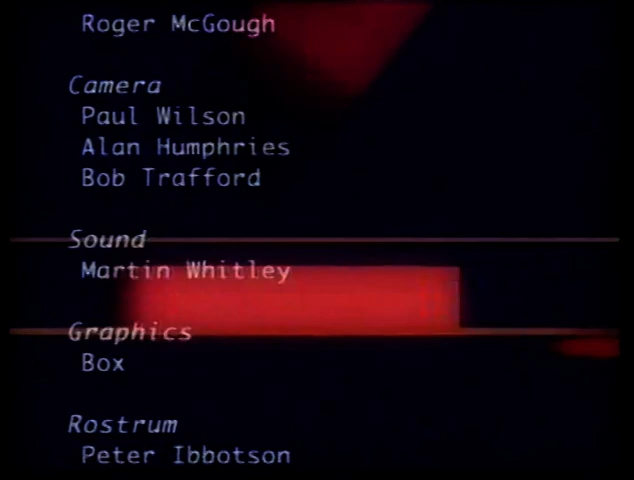 Roger McGough
Camera
Paul Wilson
Alan Humphries
Bob Trafford
Sound
Martin Whitley
Graphics
Box
Rostrum
Peter Ibbotson